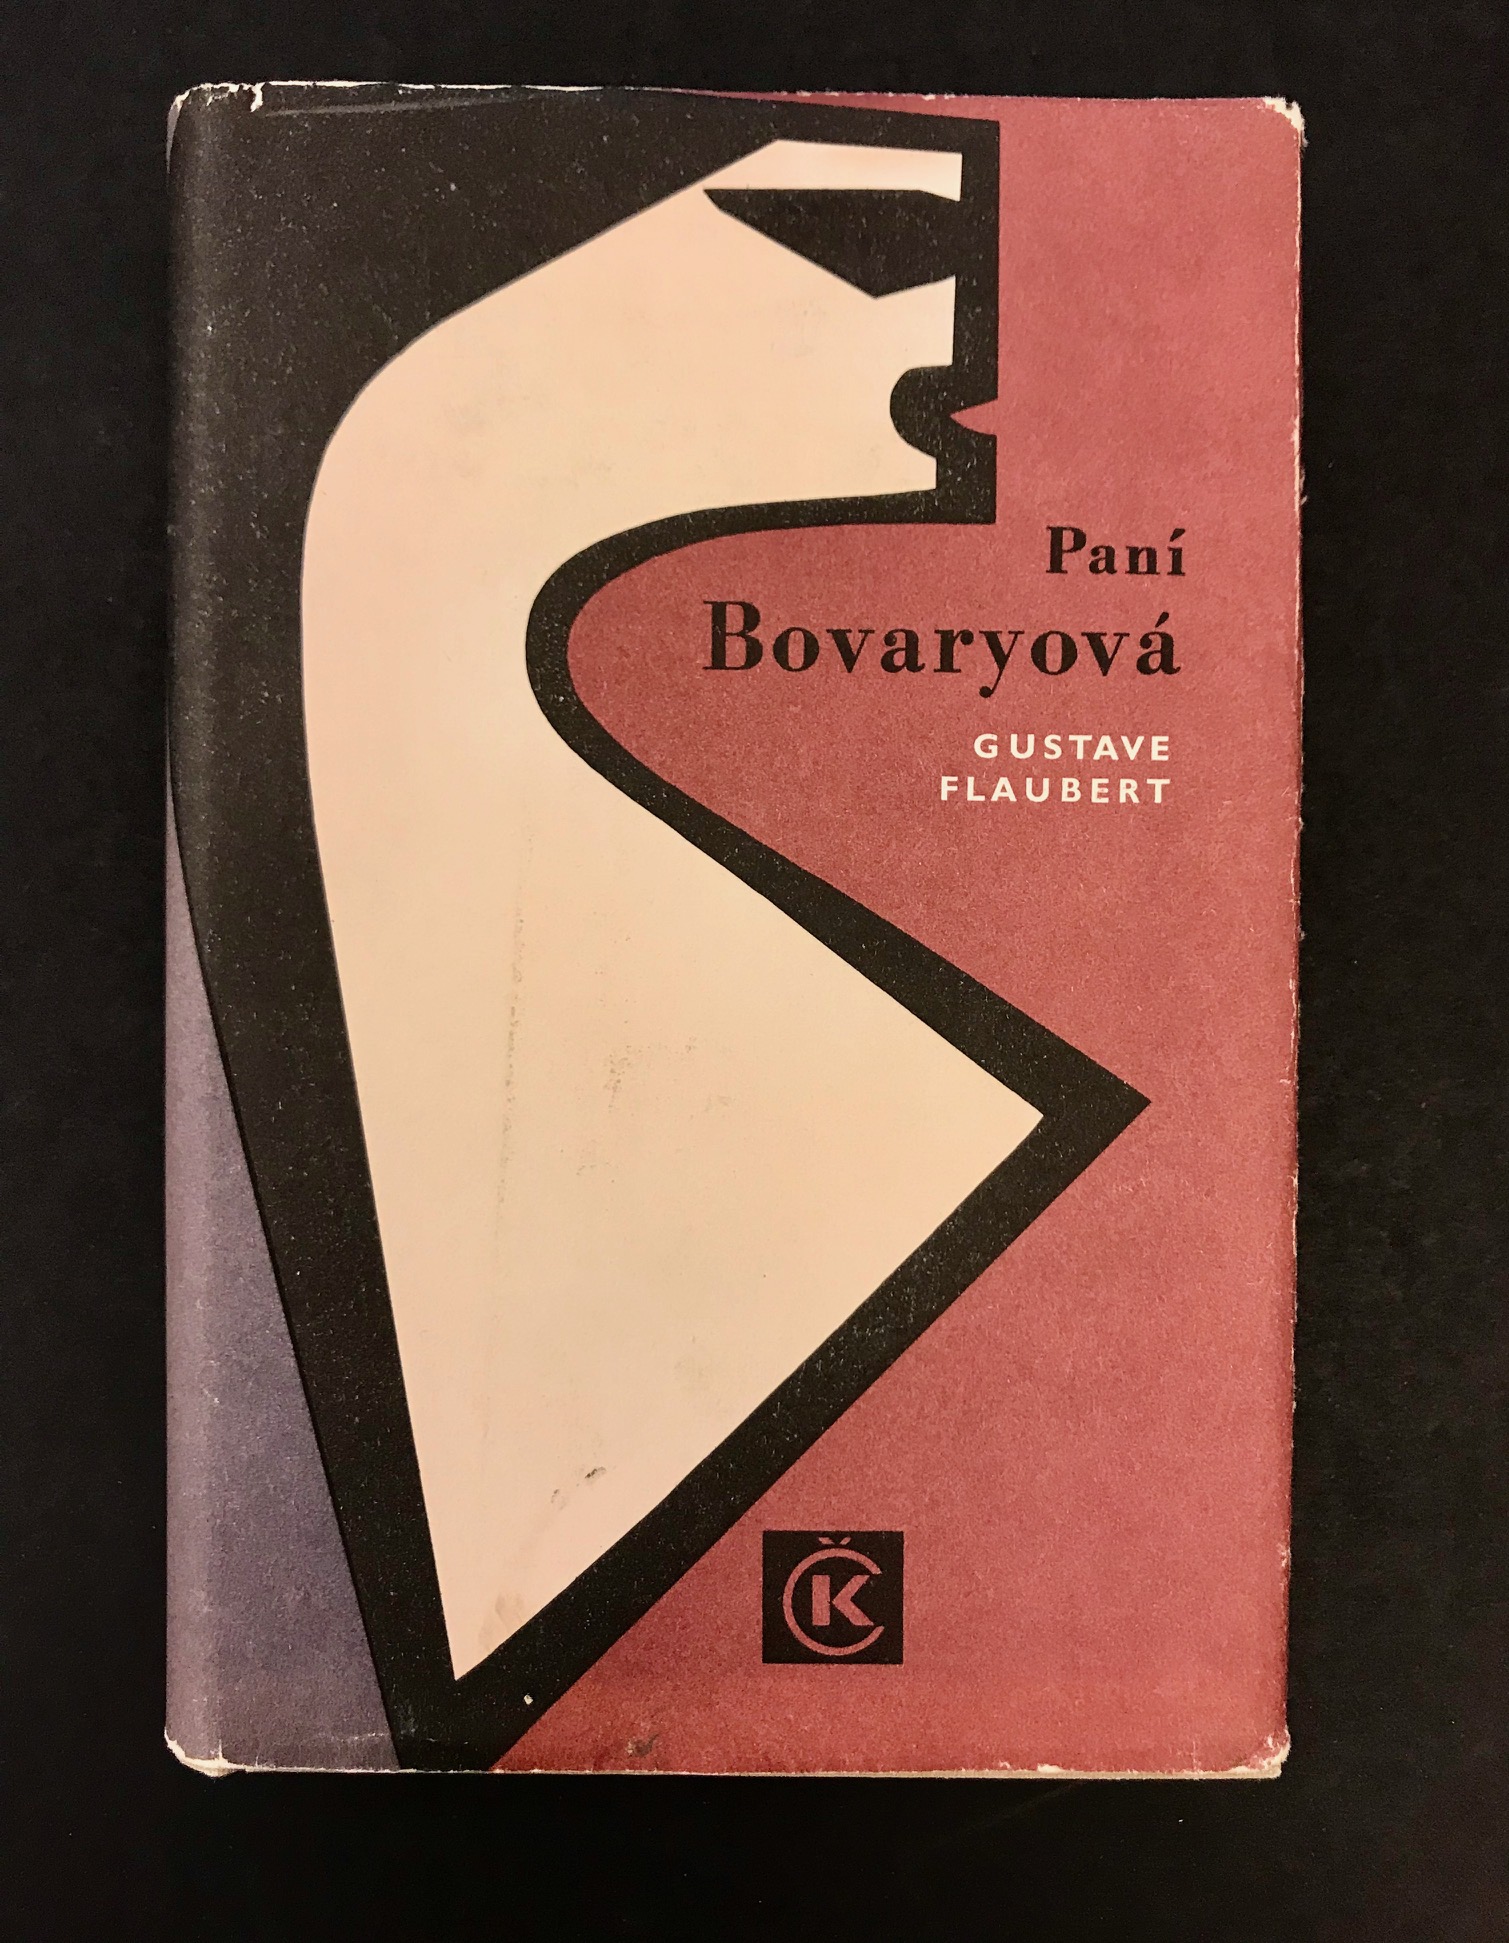 Paní
Bovaryová
GUSTAVE
FLAUBERT
ČK